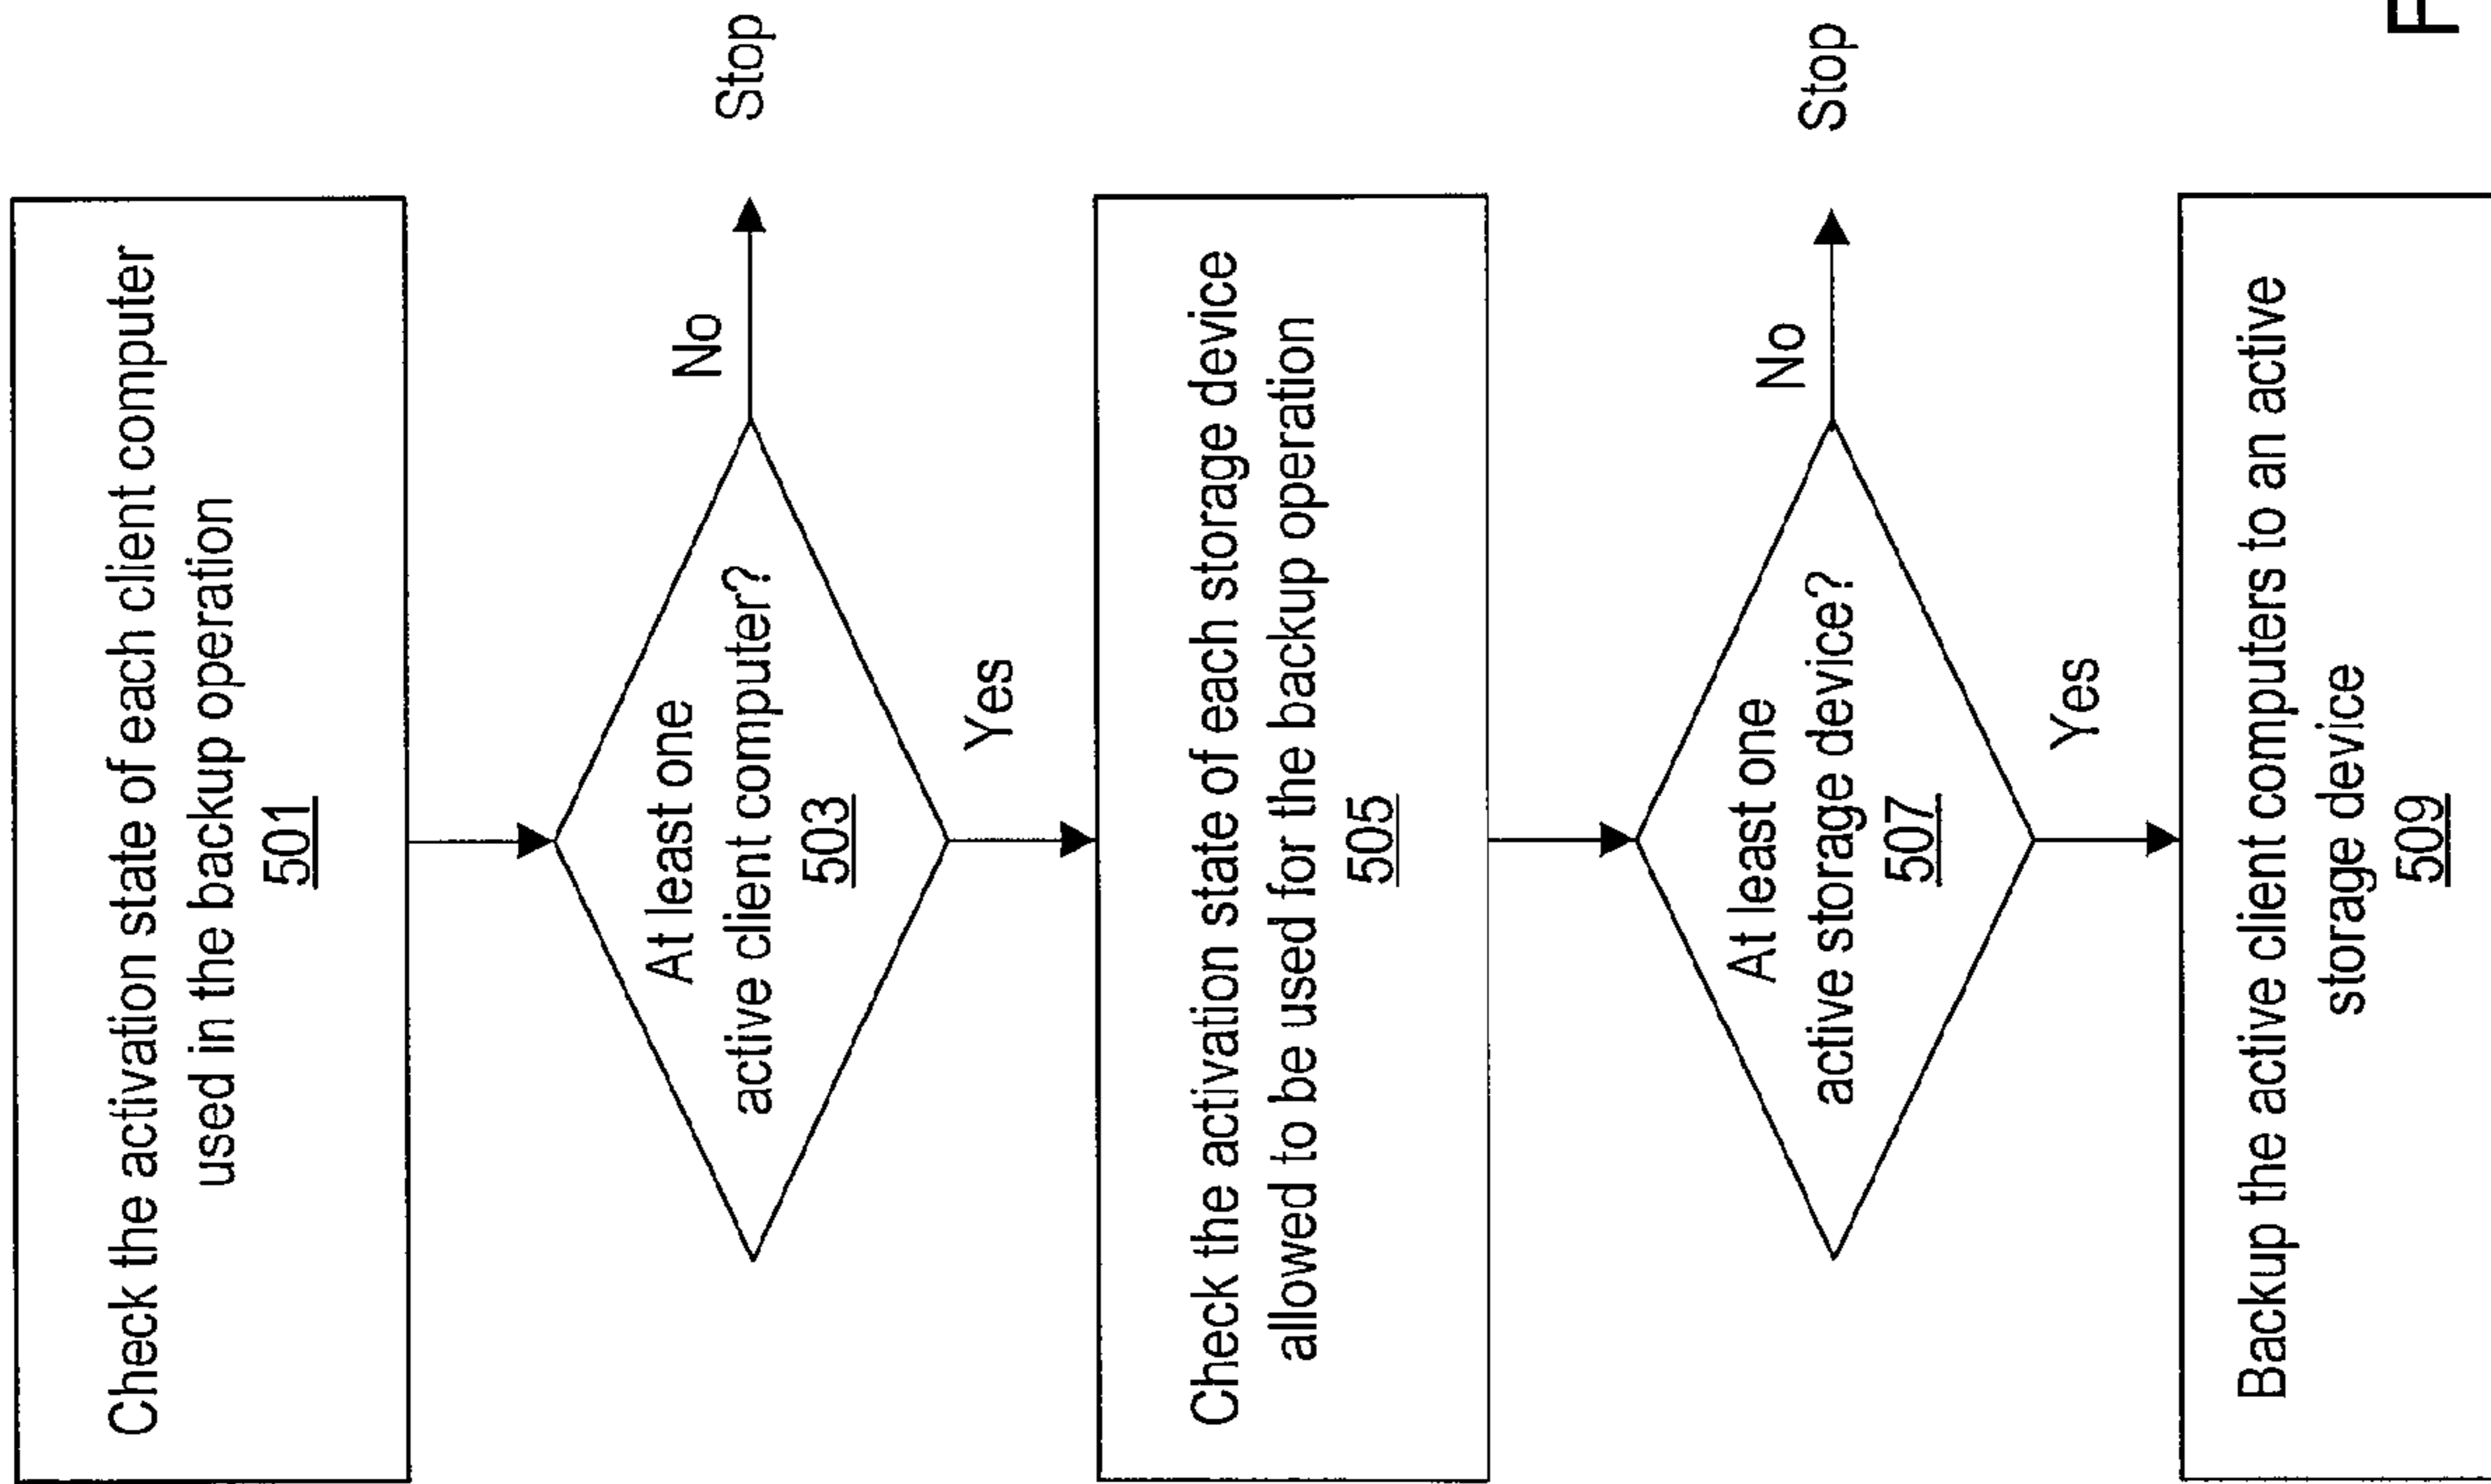 Check the activation state of each client computer
used in the backup operation
501
At least one
active client computer?
503
No
Stop
Yes
Check the activation state of each storage device
allowed to be used for the backup operation
505
At least one
active storage device?
507
No
Stop
Yes
Backup the active client computers to an active
storage device
509
F